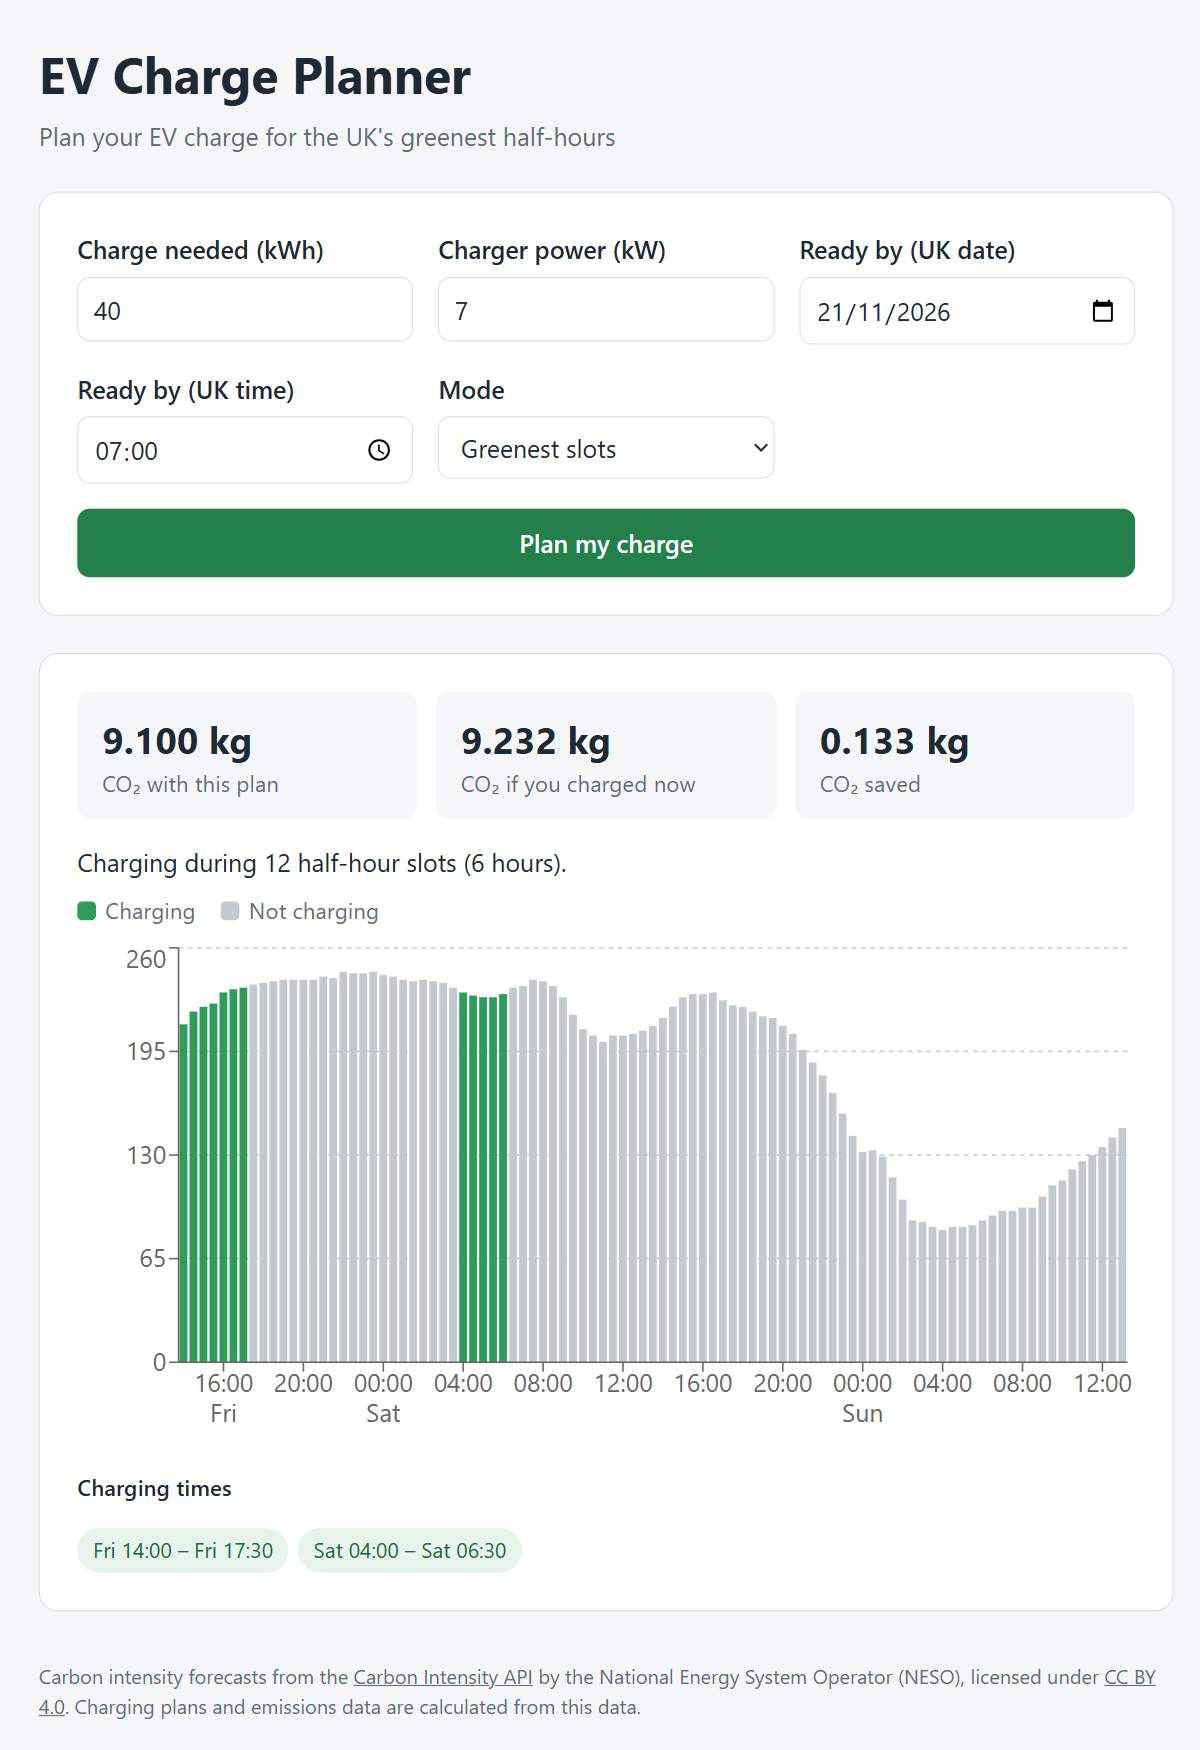 EV Charge Planner
Plan your EV charge for the UK's greenest half-hours
Charge needed (kWh)
40
Charger power (kW)
7
Ready by (UK date)
21/11/2026
Ready by (UK time)
07:00
Mode
Greenest slots
Plan my charge
9.100 kg
CO₂ with this plan
9.232 kg
CO₂ if you charged now
0.133 kg
CO₂ saved
Charging during 12 half-hour slots (6 hours).
Charging
Not charging
260
195
130
65
0
16:00 20:00 00:00 04:00 08:00 12:00 16:00 20:00 00:00 04:00 08:00 12:00
Fri Sat Sun
Charging times
Fri 14:00 – Fri 17:30
Sat 04:00 – Sat 06:30
Carbon intensity forecasts from the Carbon Intensity API by the National Energy System Operator (NESO), licensed under CC BY
4.0. Charging plans and emissions data are calculated from this data.